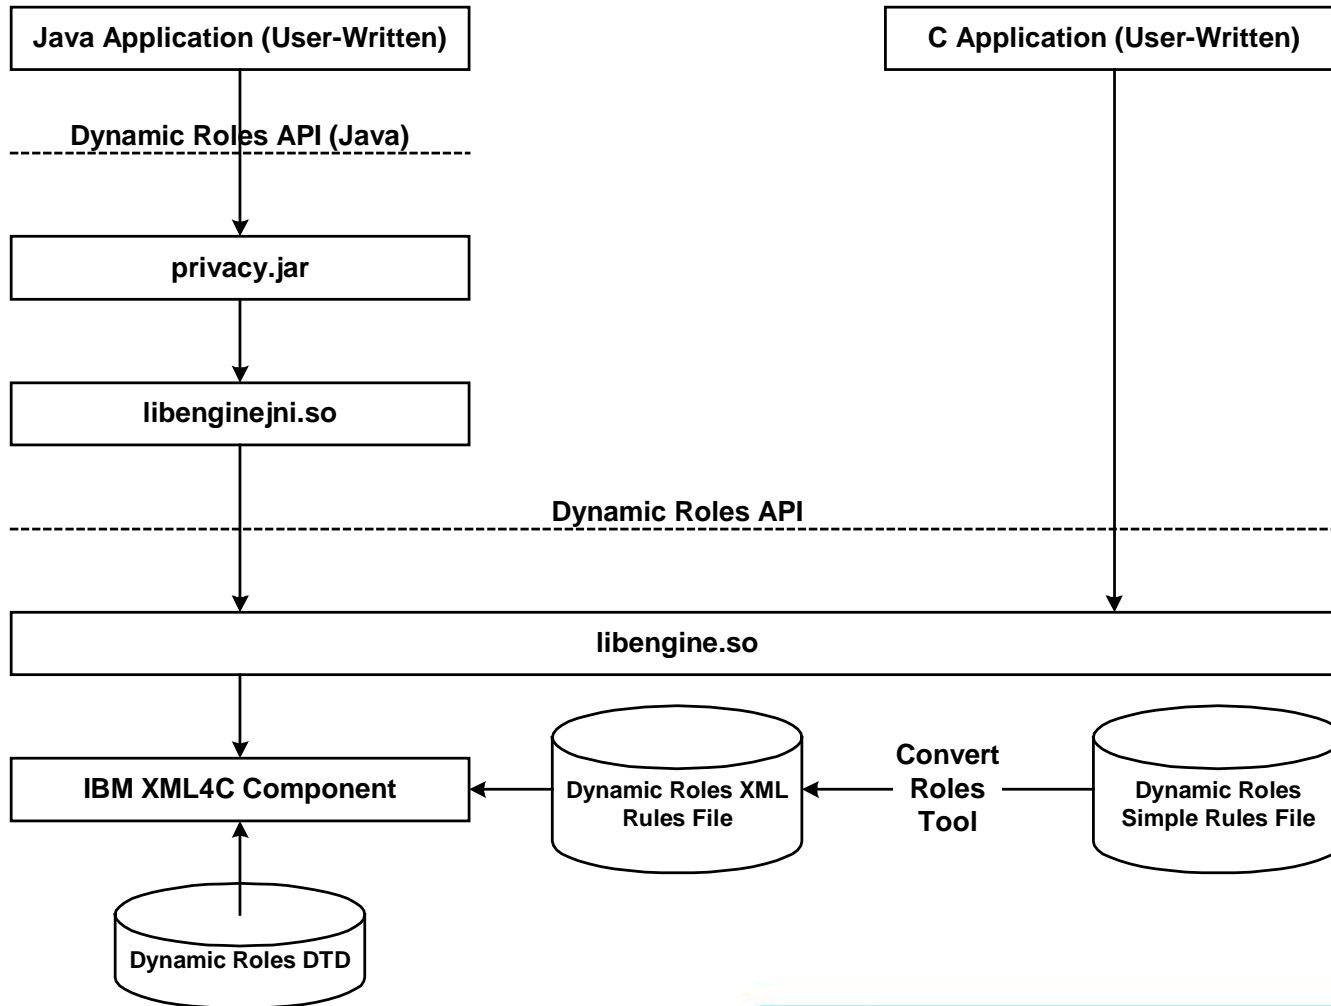 Java Application (User-Written)
C Application (User-Written)
Dynamic Roles API (Java)
privacy.jar
libenginejni.so
Dynamic Roles API
libengine.so
IBM XML4C Component
Dynamic Roles XML
Rules File
Convert
Roles
Tool
Dynamic Roles
Simple Rules File
Dynamic Roles DTD